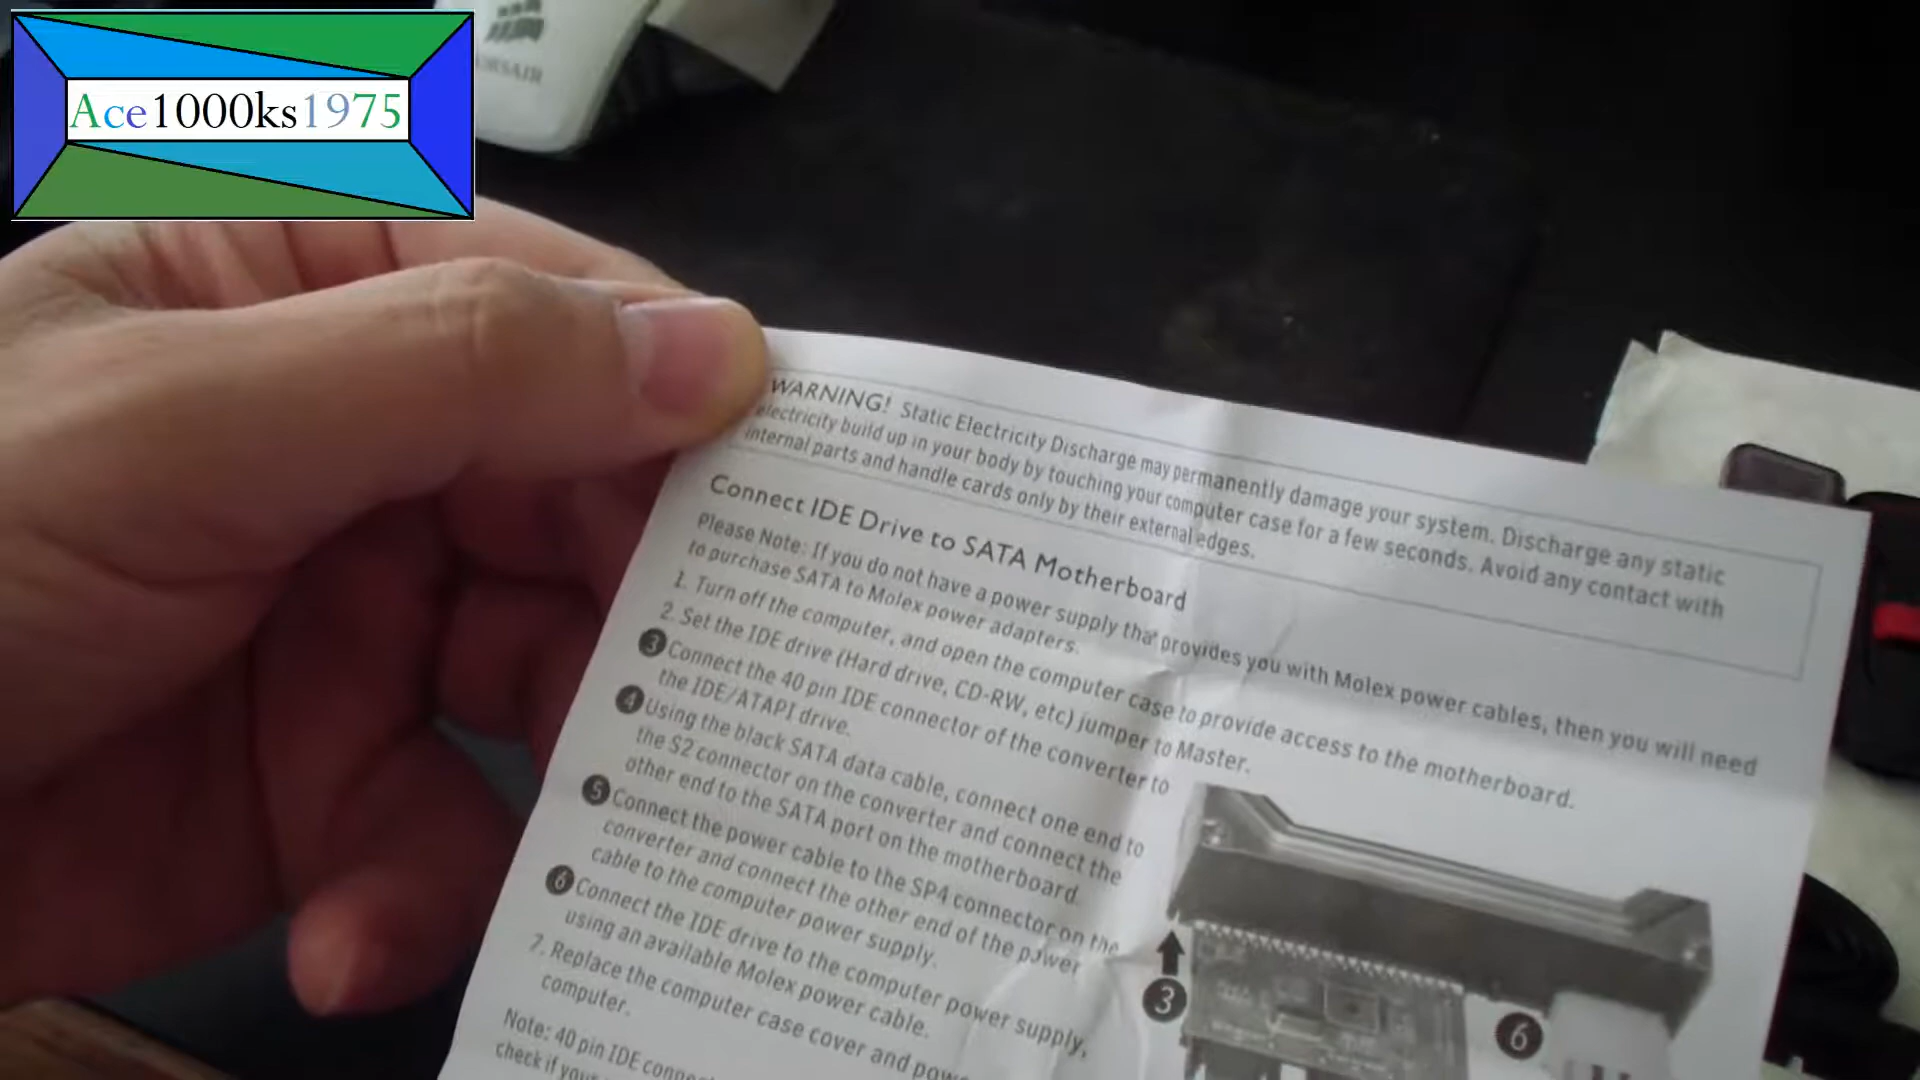 CORSAIR
Ace1000ks1975
WARNING! Static Electricity Discharge may permanently damage your system. Discharge any static
electricity build up in your body by touching your computer case for a few seconds. Avoid any contact with
internal parts and handle cards only by their external edges.
Connect IDE Drive to SATA Motherboard
Please Note: If you do not have a power supply that provides you with Molex power cables, then you will need
to purchase SATA to Molex power adapters.
1. Turn off the computer, and open the computer case to provide access to the motherboard.
2. Set the IDE drive (Hard drive, CD-RW, etc) jumper to Master.
3 Connect the 40 pin IDE connector of the converter to
the IDE/ATAPI drive.
4 Using the black SATA data cable, connect one end to
the S2 connector on the converter and connect the
other end to the SATA port on the motherboard.
5 Connect the power cable to the SP4 connector on the
converter and connect the other end of the power
cable to the computer power supply.
6 Connect the IDE drive to the computer power supply,
using an available Molex power cable.
7. Replace the computer case cover and
computer.
Note: 40 pin IDE
check if your
3
6